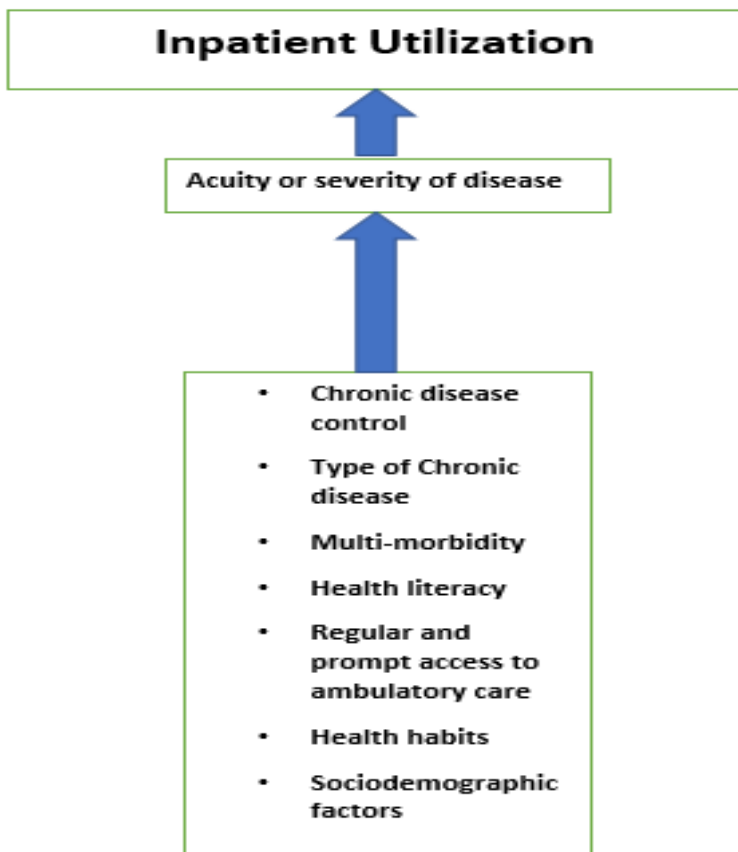 Inpatient Utilization
Acuity or severity of disease
• Chronic disease
control
• Type of Chronic
disease
• Multi-morbidity
• Health literacy
• Regular and
prompt access to
ambulatory care
• Health habits
• Sociodemographic
factors